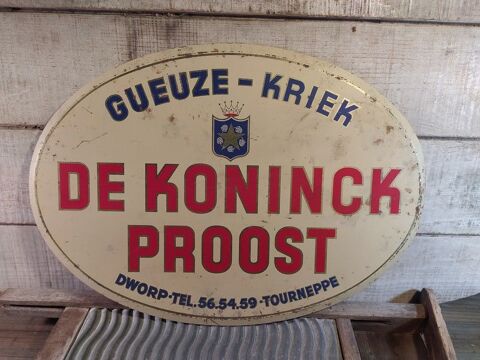 GUEUZE - KRIEK
DE KONINCK
PROOST
DWORP-TEL.56.54.59-TOURNEPPE